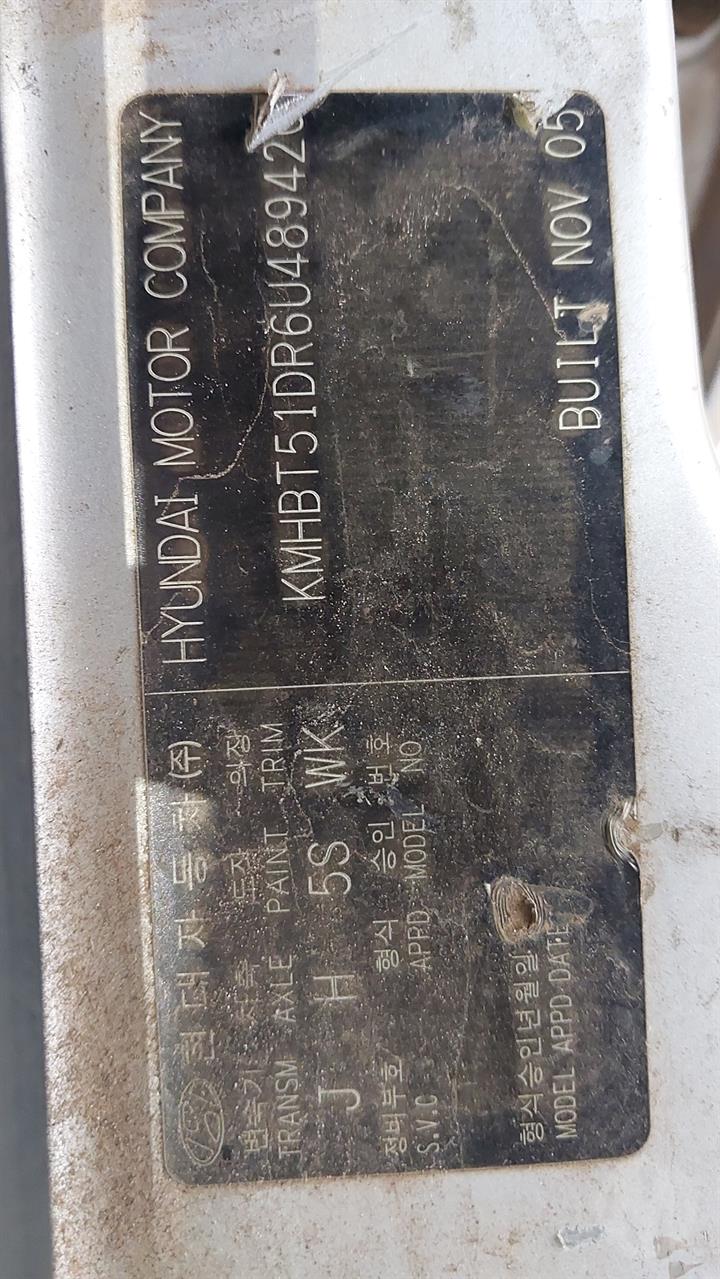 현대자동차(주) HYUNDAI MOTOR COMPANY
변속기 차축 도장 의장
TRANSM AXLE PAINT TRIM
KMHBT51DR6U489420
J H 5S WK
정비부호 형식 승인 번호
S.V.C APPD MODEL NO
형식승인년월일
MODEL APPD DATE
BUILT NOV 05